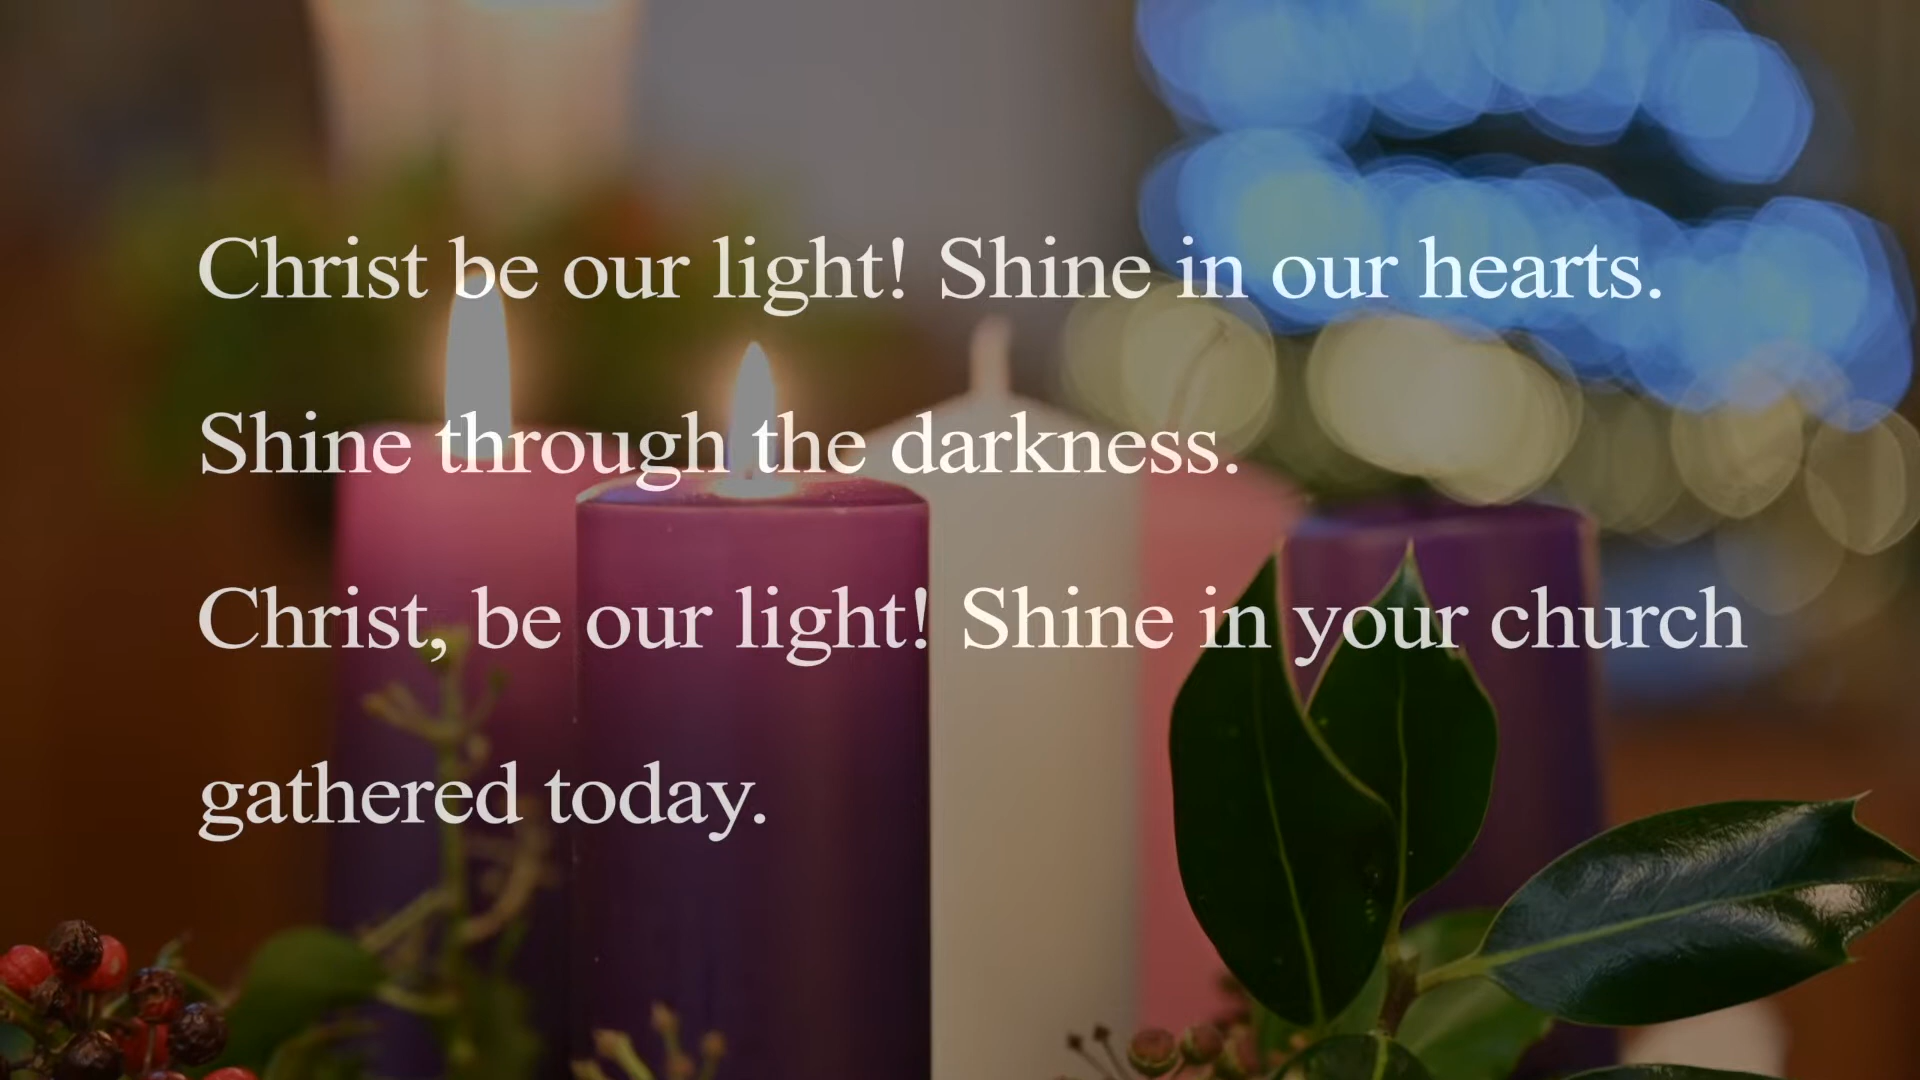 Christ be our light! Shine in our hearts.
Shine through the darkness.
Christ, be our light! Shine in your church
gathered today.